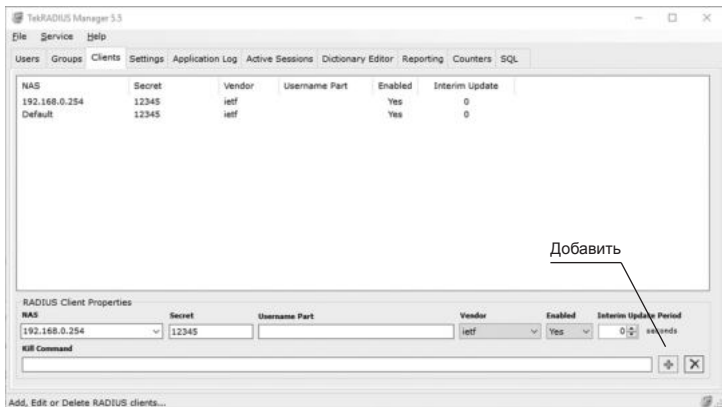 TekRADIUS Manager 5.5
File Service Help
Users Groups Clients Settings Application Log Active Sessions Dictionary Editor Reporting Counters SQL
NAS Secret Vendor Username Part Enabled Interim Update
192.168.0.254 12345 ietf Yes 0
Default 12345 ietf Yes 0
Добавить
RADIUS Client Properties
NAS Secret Username Part Vendor Enabled Interim Update Period
192.168.0.254 12345 ietf Yes 0 seconds
Kill Command
Add, Edit or Delete RADIUS clients...